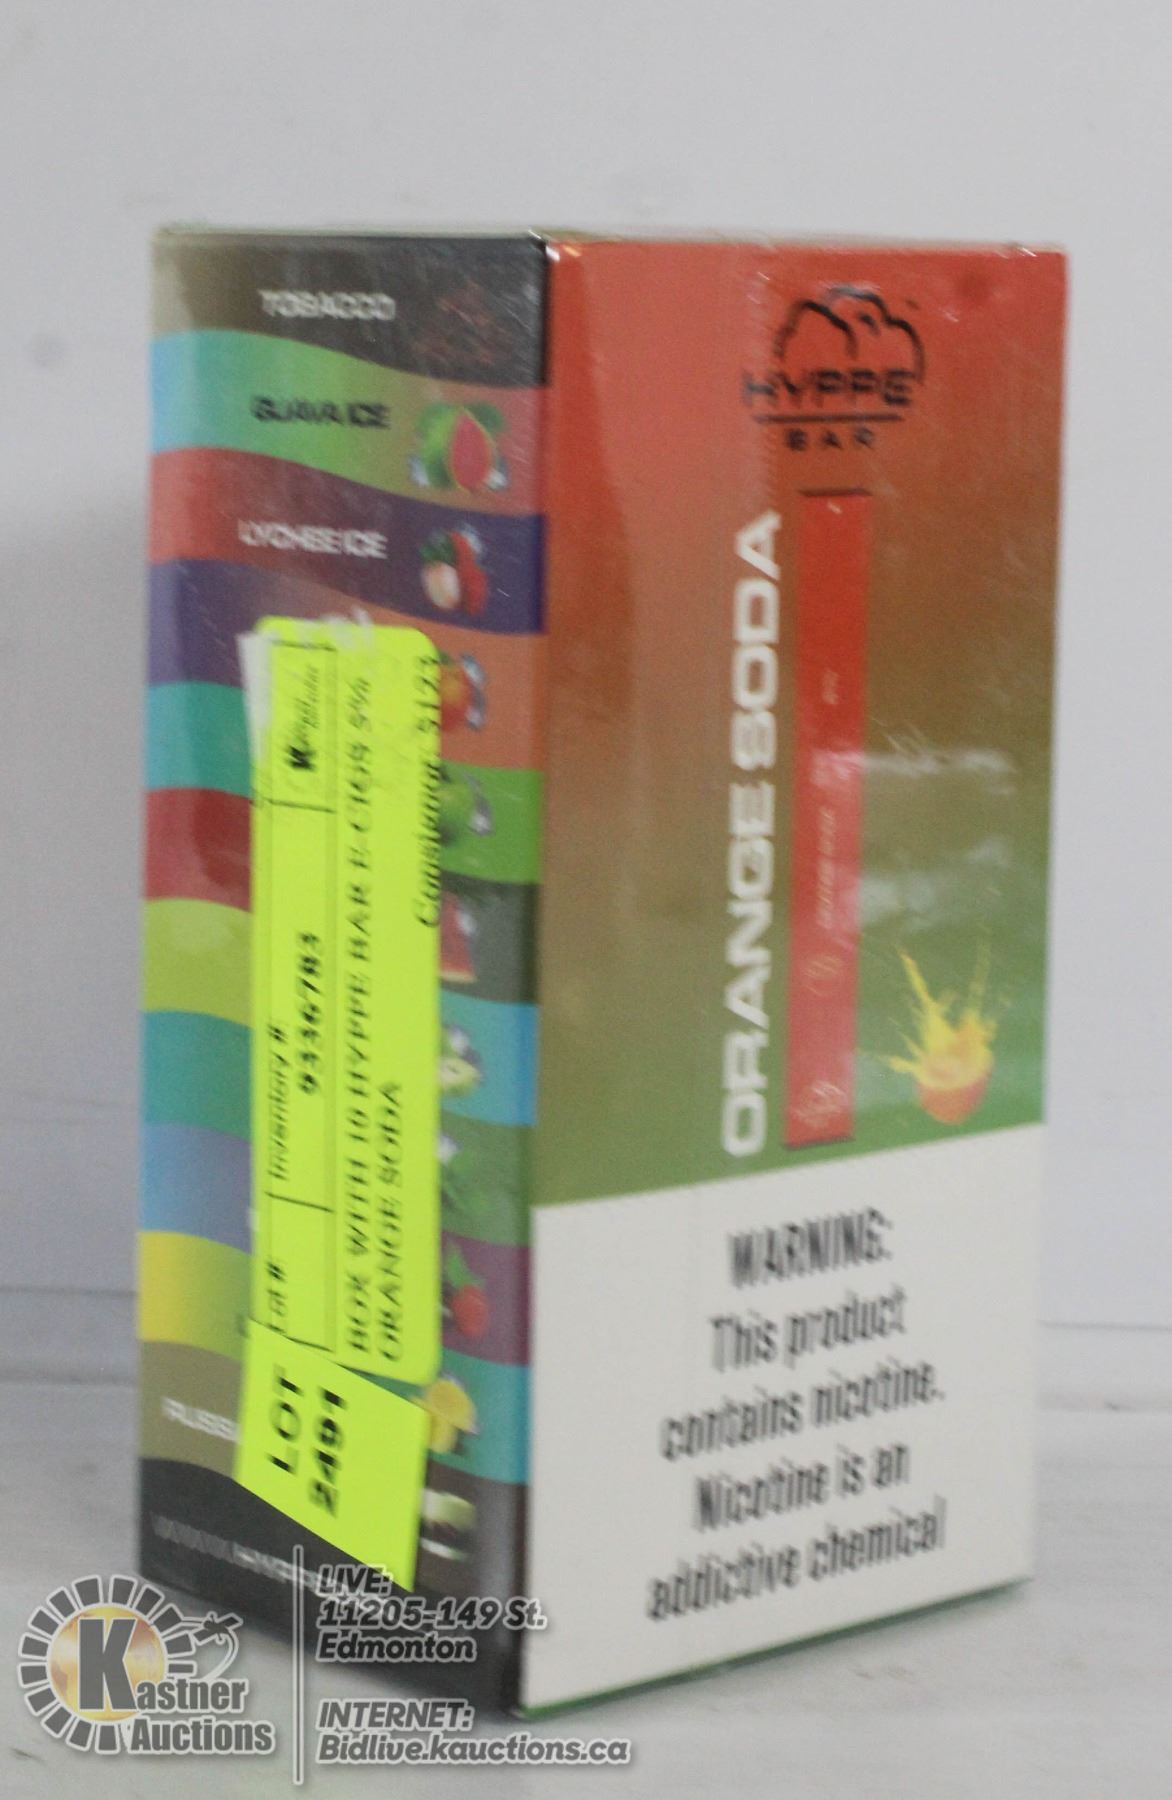 TOBACCO
GUAVA ICE
LYCHEE ICE
HYPPE
BAR
ORANGE SODA
WARNING:
This product
contains nicotine.
Nicotine is an
addictive chemical
Lot #:
Inventory #:
9336783
BOX WITH 10 HYPPE BAR E-CIGS 5%
ORANGE SODA
Consignor: 5123
LOT
2491
Kastner
Auctions
LIVE:
11205-149 St.
Edmonton
INTERNET:
Bidlive.kauctions.ca